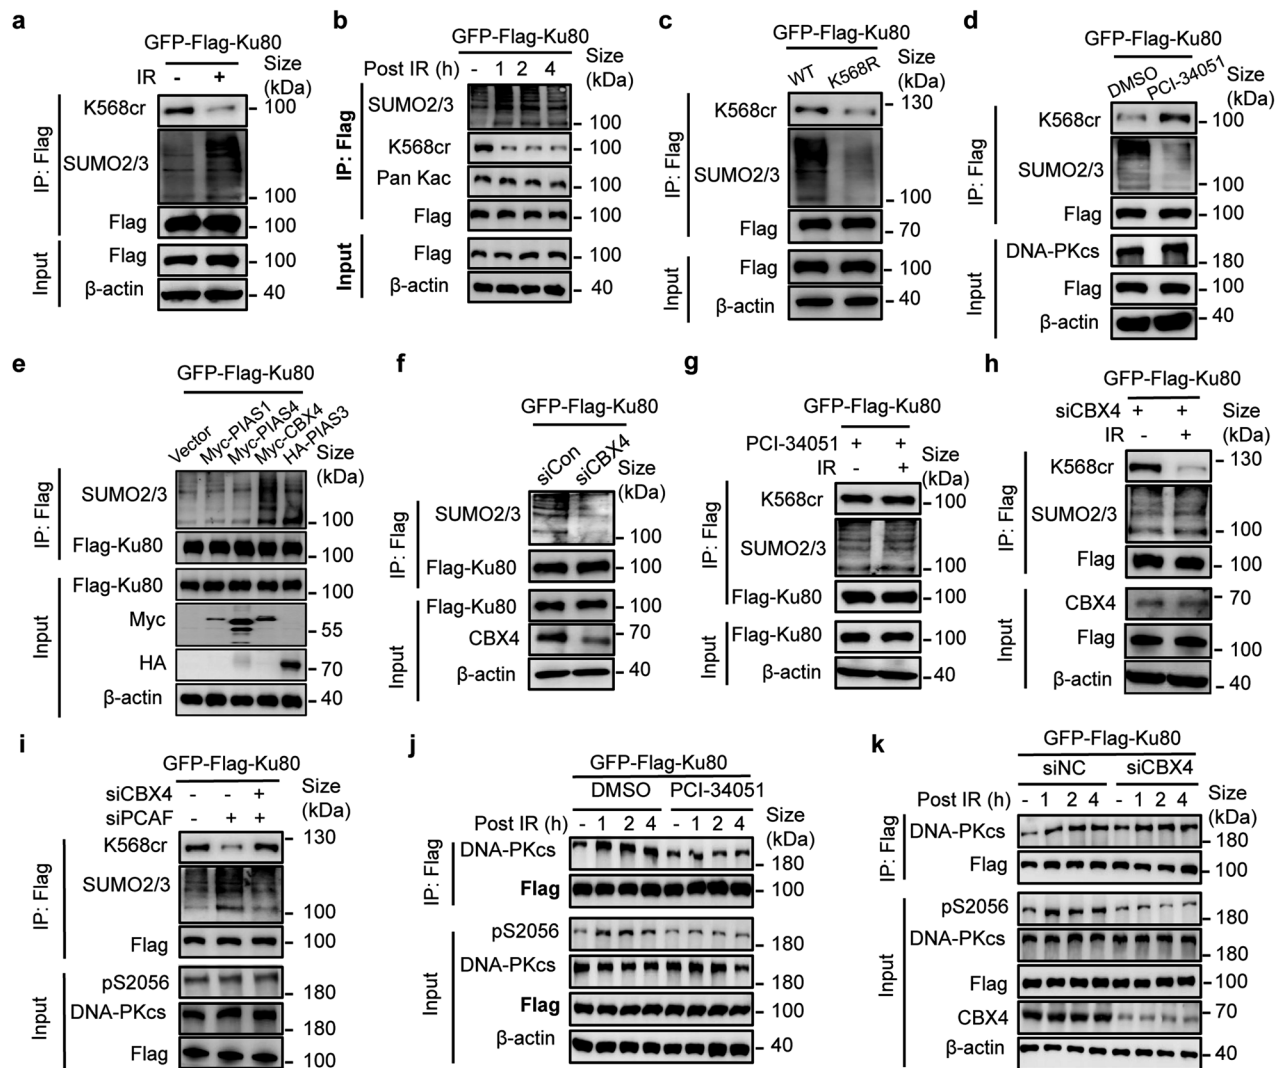 a
GFP-Flag-Ku80
IR - +
Size
(kDa)
IP: Flag
K568cr
100
SUMO2/3
100
Flag
100
Input
Flag
100
β-actin
40
b
GFP-Flag-Ku80
Post IR (h) - 1 2 4
Size
(kDa)
IP: Flag
SUMO2/3
100
K568cr
100
Pan Kac
100
Flag
100
Input
Flag
100
β-actin
40
c
GFP-Flag-Ku80
WT K568R
Size
(kDa)
IP: Flag
K568cr
130
SUMO2/3
100
Flag
70
Input
Flag
100
β-actin
40
d
GFP-Flag-Ku80
DMSO PCI-34051
Size
(kDa)
IP: Flag
K568cr
100
SUMO2/3
100
Flag
100
Input
DNA-PKcs
180
Flag
100
β-actin
40
e
GFP-Flag-Ku80
Vector Myc-PIAS1 Myc-PIAS4 Myc-CBX4 HA-PIAS3
Size
(kDa)
IP: Flag
SUMO2/3
100
Flag-Ku80
100
Input
Flag-Ku80
100
Myc
55
HA
70
β-actin
40
f
GFP-Flag-Ku80
siCon siCBX4
Size
(kDa)
IP: Flag
SUMO2/3
100
Flag-Ku80
100
Input
Flag-Ku80
100
CBX4
70
β-actin
40
g
GFP-Flag-Ku80
PCI-34051 + +
IR - +
Size
(kDa)
IP: Flag
K568cr
100
SUMO2/3
100
Flag-Ku80
100
Input
Flag-Ku80
100
β-actin
40
h
GFP-Flag-Ku80
siCBX4 + +
IR - +
Size
(kDa)
IP: Flag
K568cr
130
SUMO2/3
100
Flag
100
Input
CBX4
70
Flag
100
β-actin
40
i
GFP-Flag-Ku80
siCBX4 - - +
siPCAF - + +
Size
(kDa)
IP: Flag
K568cr
130
SUMO2/3
100
Flag
100
Input
pS2056
180
DNA-PKcs
180
Flag
100
j
GFP-Flag-Ku80
DMSO PCI-34051
Post IR (h) - 1 2 4 - 1 2 4
Size
(kDa)
IP: Flag
DNA-PKcs
180
Flag
100
Input
pS2056
180
DNA-PKcs
180
Flag
100
β-actin
40
k
GFP-Flag-Ku80
siNC siCBX4
Post IR (h) - 1 2 4 - 1 2 4
Size
(kDa)
IP: Flag
DNA-PKcs
180
Flag
100
Input
pS2056
180
DNA-PKcs
180
Flag
100
CBX4
70
β-actin
40